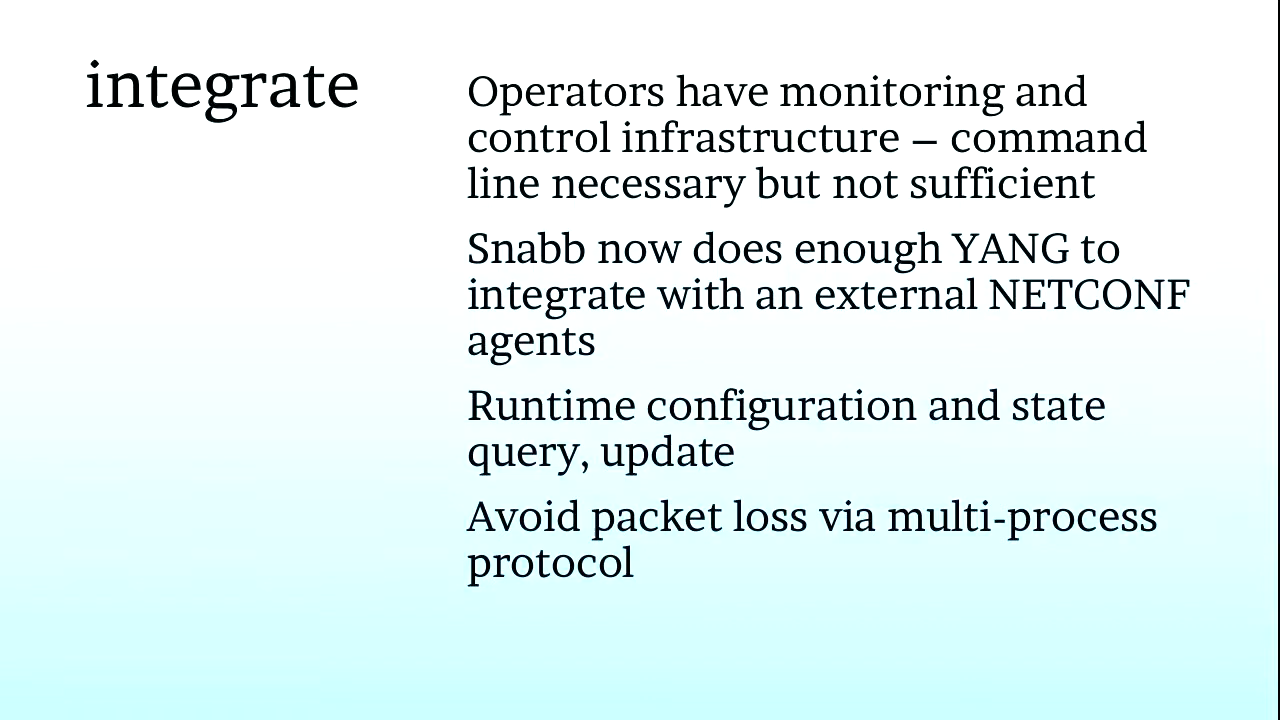 integrate
Operators have monitoring and
control infrastructure – command
line necessary but not sufficient
Snabb now does enough YANG to
integrate with an external NETCONF
agents
Runtime configuration and state
query, update
Avoid packet loss via multi-process
protocol